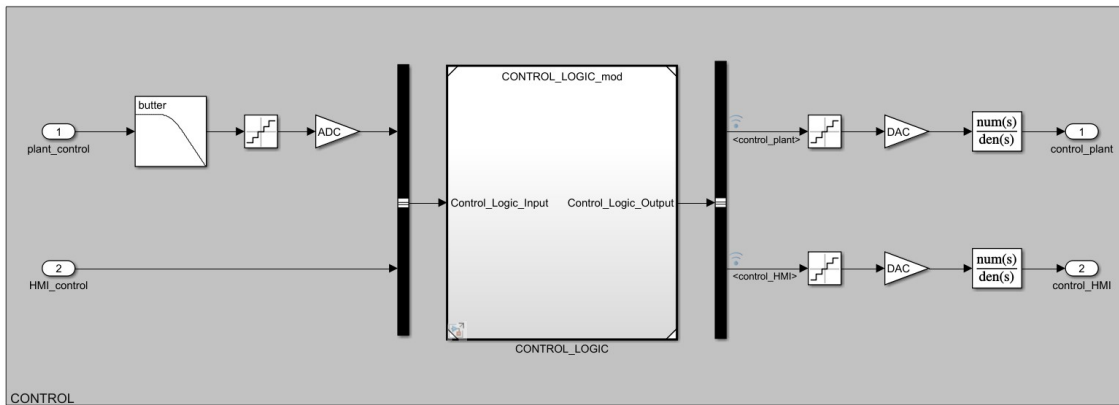 CONTROL_LOGIC_mod
butter
1
plant_control
ADC
<control_plant>
DAC
num(s)
den(s)
1
control_plant
Control_Logic_Input
Control_Logic_Output
2
HMI_control
<control_HMI>
DAC
num(s)
den(s)
2
control_HMI
CONTROL_LOGIC
CONTROL